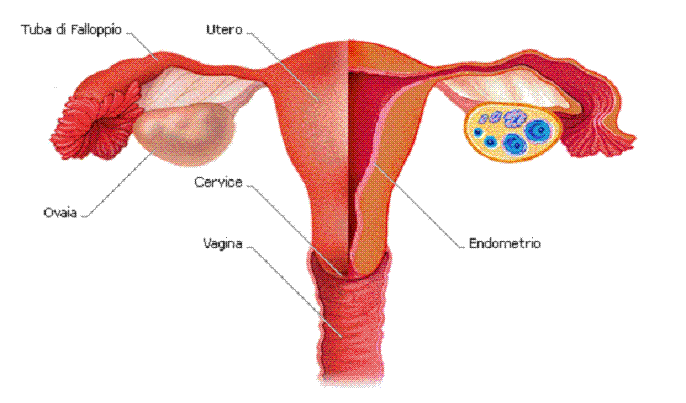 Tuba di Falloppio
Utero
Cervice
Ovaia
Vagina
Endometrio